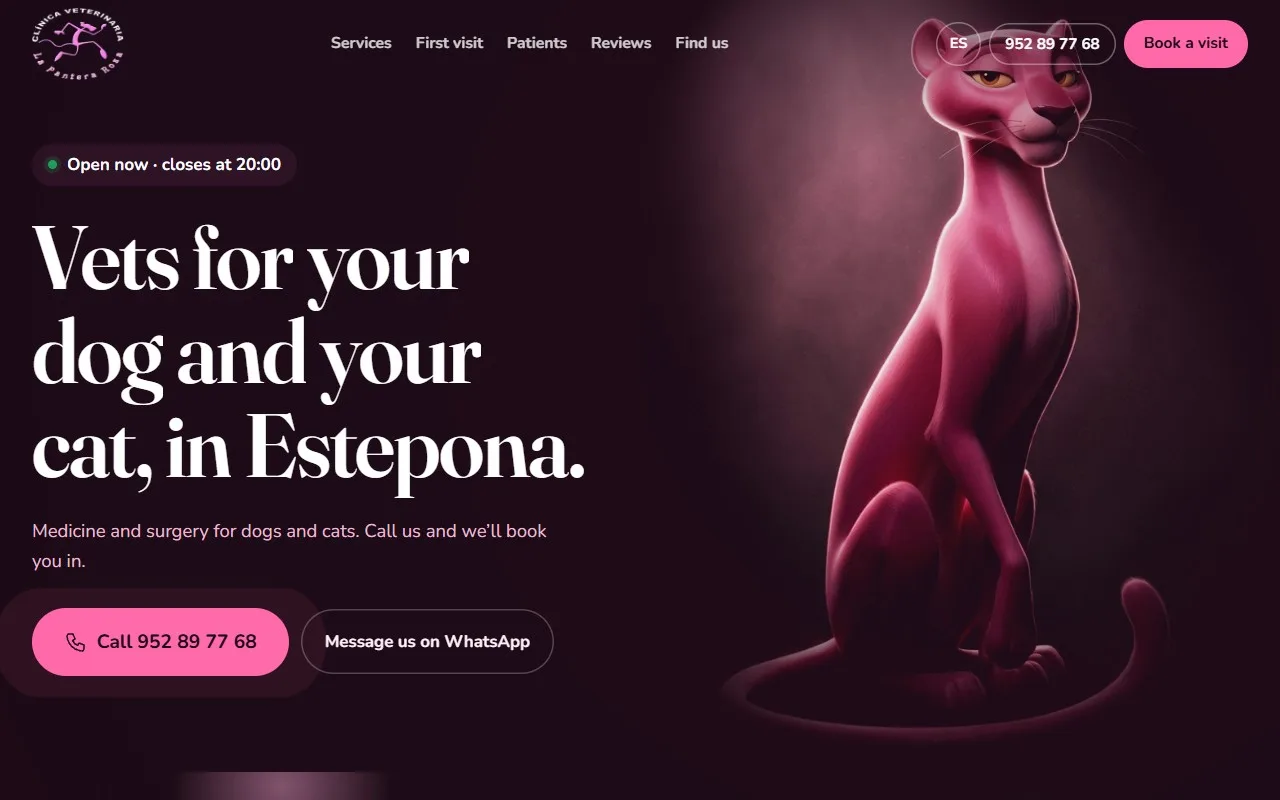 CLÍNICA VETERINARIA
La Pantera Rosa
Services
First visit
Patients
Reviews
Find us
ES
952 89 77 68
Book a visit
Open now · closes at 20:00
Vets for your
dog and your
cat, in Estepona.
Medicine and surgery for dogs and cats. Call us and we’ll book
you in.
Call 952 89 77 68
Message us on WhatsApp